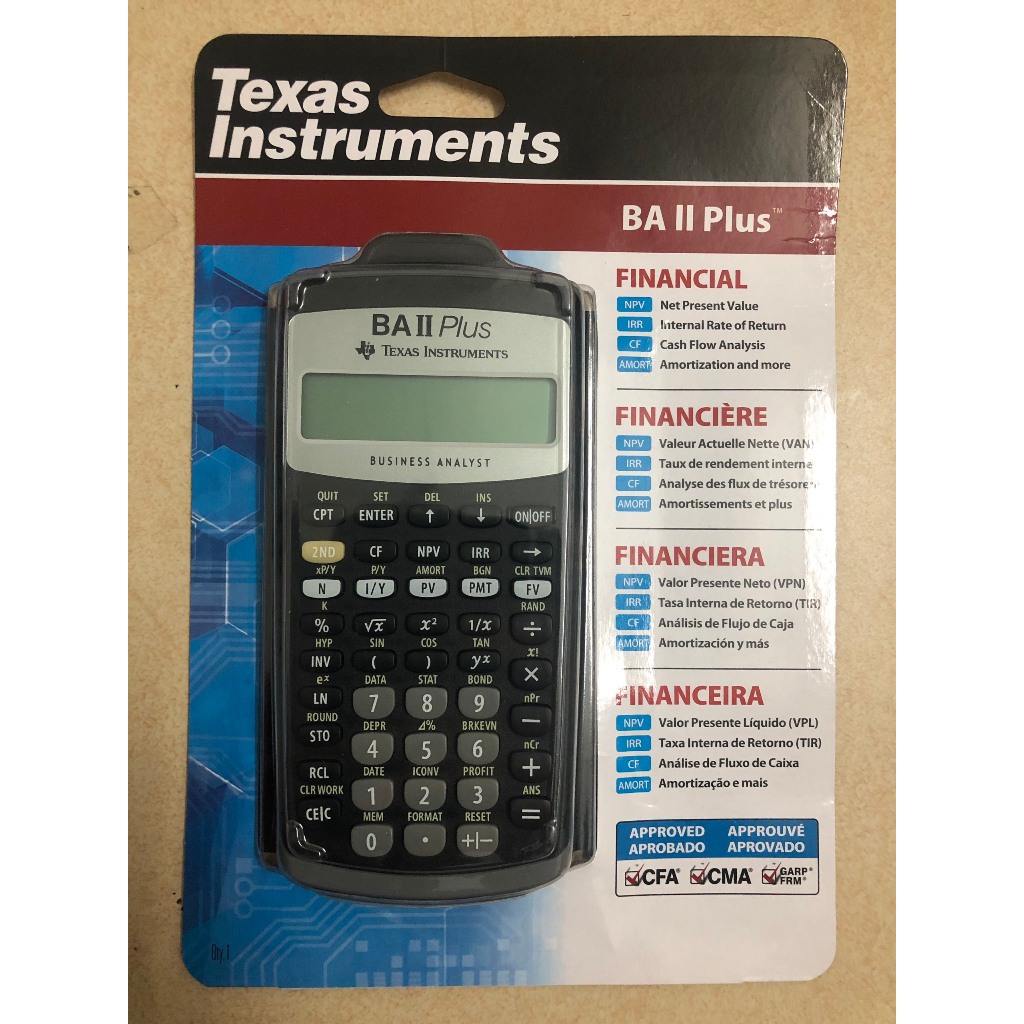 Texas
Instruments
BA II Plus™
BA II Plus
TEXAS INSTRUMENTS
BUSINESS ANALYST
QUIT SET DEL INS
CPT ENTER ↑ ↓ ON|OFF
2ND CF NPV IRR →
xP/Y P/Y AMORT BGN CLR TVM
N I/Y PV PMT FV
K RAND
% √x x² 1/x ÷
HYP SIN COS TAN x!
INV ( ) yˣ ×
eˣ DATA STAT BOND nPr
LN 7 8 9 −
ROUND DEPR Δ% BRKEVN nCr
STO 4 5 6 +
DATE ICONV PROFIT
RCL 1 2 3
CLR WORK MEM FORMAT RESET ANS
CE|C 0 . +|− =
FINANCIAL
NPV Net Present Value
IRR Internal Rate of Return
CF Cash Flow Analysis
AMORT Amortization and more
FINANCIÈRE
NPV Valeur Actuelle Nette (VAN)
IRR Taux de rendement interne
CF Analyse des flux de trésorer
AMORT Amortissements et plus
FINANCIERA
NPV Valor Presente Neto (VPN)
IRR Tasa Interna de Retorno (TIR)
CF Análisis de Flujo de Caja
AMORT Amortización y más
FINANCEIRA
NPV Valor Presente Líquido (VPL)
IRR Taxa Interna de Retorno (TIR)
CF Análise de Fluxo de Caixa
AMORT Amortização e mais
APPROVED APPROUVÉ
APROBADO APROVADO
CFA® CMA® GARP®
FRM®
Qty. 1